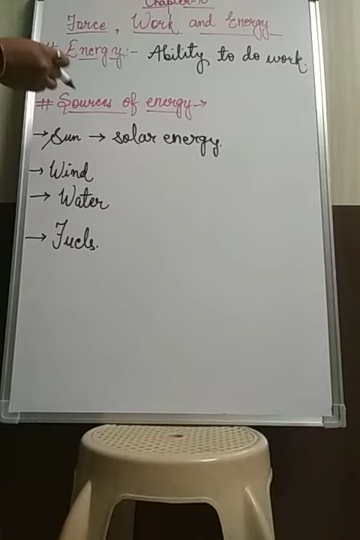 Chapter-10
Force, Work and Energy
# Energy:- Ability to do work.
# Sources of energy→
→ Sun → solar energy.
→ Wind
→ Water
→ Fuels.